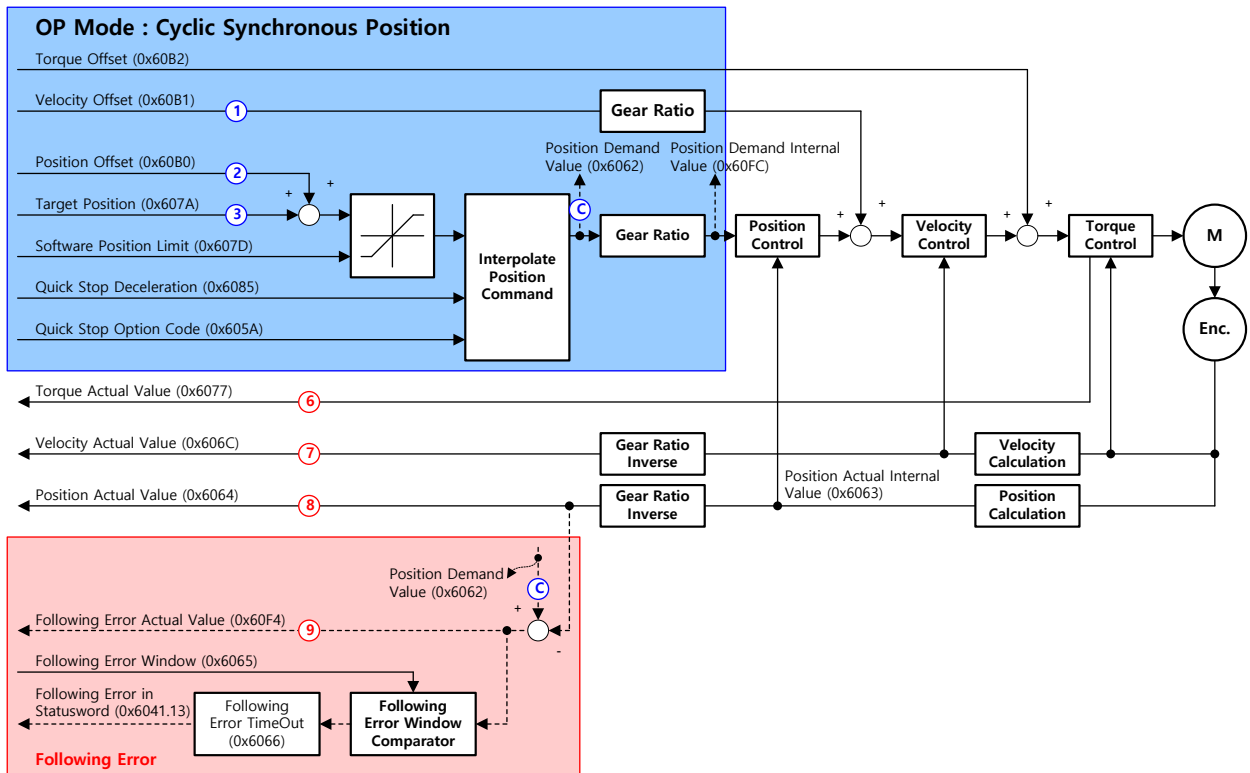 OP Mode : Cyclic Synchronous Position
Torque Offset (0x60B2)
Velocity Offset (0x60B1)
1
Gear Ratio
Position Offset (0x60B0)
2
Position Demand
Value (0x6062)
Position Demand Internal
Value (0x60FC)
+
+
Target Position (0x607A)
3
C
+
+
+
+
Software Position Limit (0x607D)
Interpolate
Position
Command
Gear Ratio
Position
Control
Velocity
Control
Torque
Control
M
Quick Stop Deceleration (0x6085)
Quick Stop Option Code (0x605A)
Enc.
Torque Actual Value (0x6077)
6
Velocity Actual Value (0x606C)
7
Gear Ratio
Inverse
Velocity
Calculation
Position Actual Internal
Value (0x6063)
Position Actual Value (0x6064)
8
Gear Ratio
Inverse
Position
Calculation
Position Demand
Value (0x6062)
C
+
Following Error Actual Value (0x60F4)
9
-
Following Error Window (0x6065)
Following Error in
Statusword (0x6041.13)
Following
Error TimeOut
(0x6066)
Following
Error Window
Comparator
Following Error